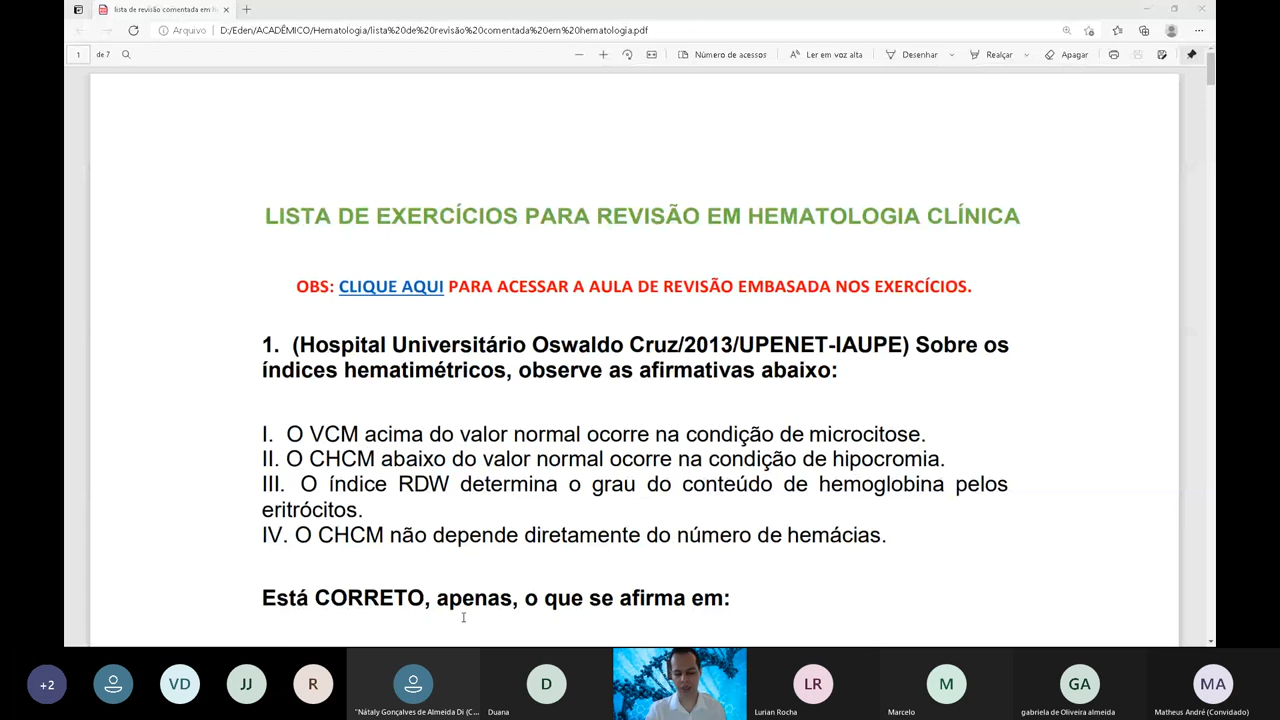 lista de revisão comentada em h
Arquivo D:/Eden/ACADÊMICO/Hematologia/lista%20de%20revisão%20comentada%20em%20hematologia.pdf
1 de 7 Número de acessos Ler em voz alta Desenhar Realçar Apagar
LISTA DE EXERCÍCIOS PARA REVISÃO EM HEMATOLOGIA CLÍNICA
OBS: CLIQUE AQUI PARA ACESSAR A AULA DE REVISÃO EMBASADA NOS EXERCÍCIOS.
1. (Hospital Universitário Oswaldo Cruz/2013/UPENET-IAUPE) Sobre os
índices hematimétricos, observe as afirmativas abaixo:
I. O VCM acima do valor normal ocorre na condição de microcitose.
II. O CHCM abaixo do valor normal ocorre na condição de hipocromia.
III. O índice RDW determina o grau do conteúdo de hemoglobina pelos
eritrócitos.
IV. O CHCM não depende diretamente do número de hemácias.
Está CORRETO, apenas, o que se afirma em:
+2 VD JJ R D LR M GA MA
"Nátaly Gonçalves de Almeida Di (C... Duana Lurian Rocha Marcelo gabriela de Oliveira almeida Matheus André (Convidado)